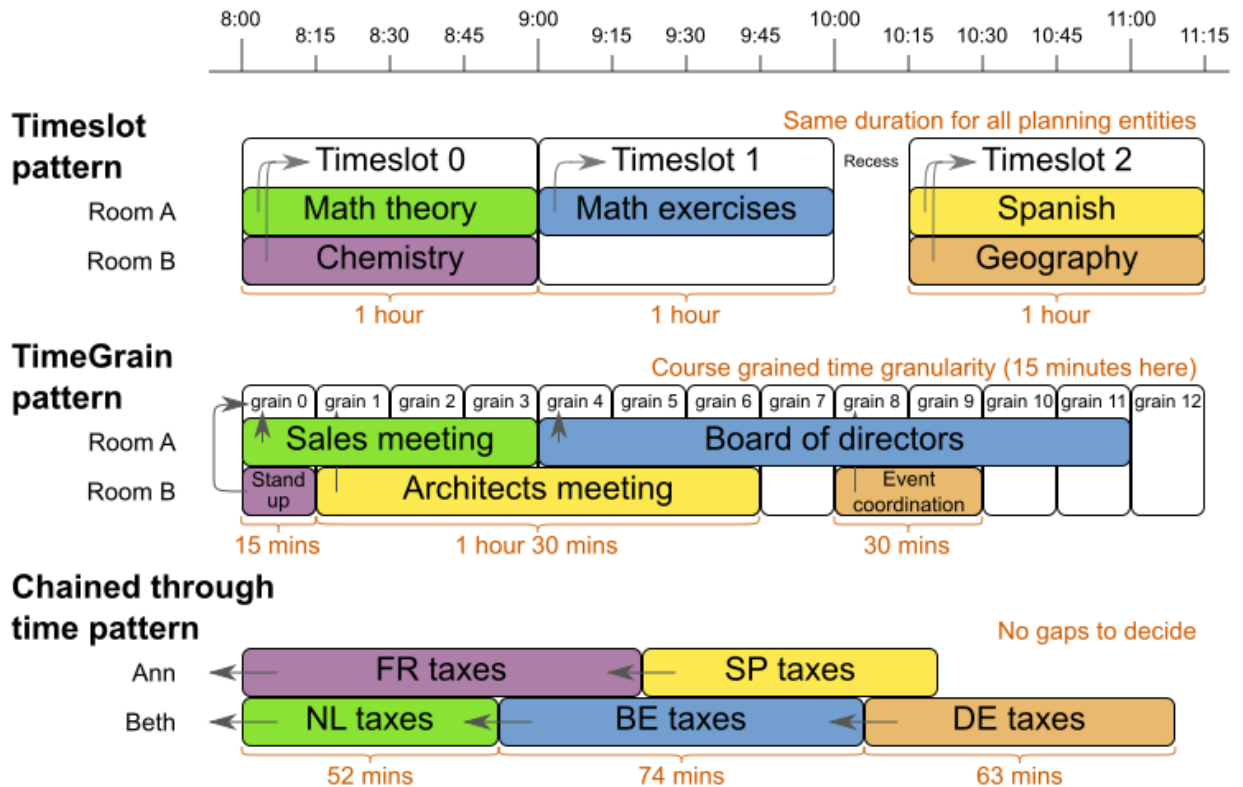 8:00 9:00 10:00 11:00
8:15 8:30 8:45 9:15 9:30 9:45 10:15 10:30 10:45 11:15
Timeslot
pattern
Same duration for all planning entities
Timeslot 0 Timeslot 1 Recess Timeslot 2
Room A Math theory Math exercises Spanish
Room B Chemistry Geography
1 hour 1 hour 1 hour
TimeGrain
pattern
Course grained time granularity (15 minutes here)
grain 0 grain 1 grain 2 grain 3 grain 4 grain 5 grain 6 grain 7 grain 8 grain 9 grain 10 grain 11 grain 12
Room A Sales meeting Board of directors
Room B Stand
up
Architects meeting
Event
coordination
15 mins 1 hour 30 mins 30 mins
Chained through
time pattern
No gaps to decide
Ann FR taxes SP taxes
Beth NL taxes BE taxes DE taxes
52 mins 74 mins 63 mins